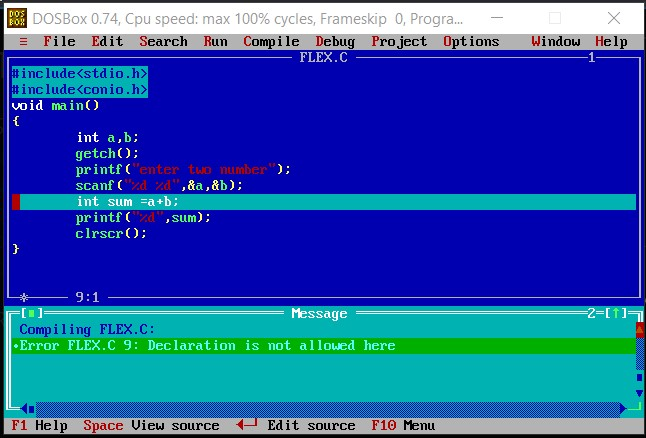 DOS BOX DOSBox 0.74, Cpu speed: max 100% cycles, Frameskip 0, Progra...
≡ File Edit Search Run Compile Debug Project Options Window Help
FLEX.C 1
#include<stdio.h>
#include<conio.h>
void main()
{
int a,b;
getch();
printf("enter two number");
scanf("%d %d",&a,&b);
int sum =a+b;
printf("%d",sum);
clrscr();
}
9:1
Message 2=[↑]
Compiling FLEX.C:
•Error FLEX.C 9: Declaration is not allowed here
F1 Help Space View source ◄─┘ Edit source F10 Menu